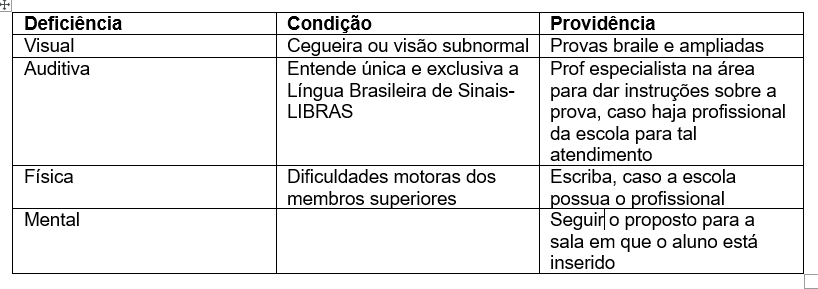 Deficiência Condição Providência
Visual Cegueira ou visão subnormal Provas braile e ampliadas
Auditiva Entende única e exclusiva a Língua Brasileira de Sinais-LIBRAS Prof especialista na área para dar instruções sobre a prova, caso haja profissional da escola para tal atendimento
Física Dificuldades motoras dos membros superiores Escriba, caso a escola possua o profissional
Mental Seguir o proposto para a sala em que o aluno está inserido